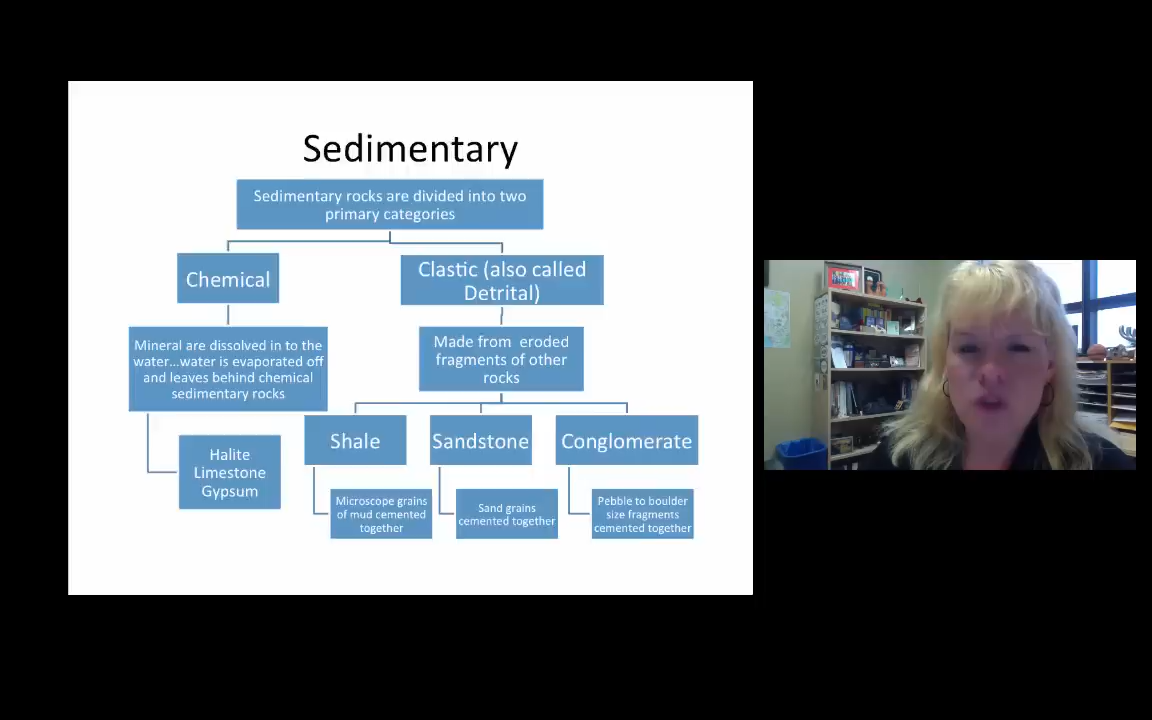 Sedimentary
Sedimentary rocks are divided into two
primary categories
Chemical
Clastic (also called
Detrital)
Mineral are dissolved in to the
water...water is evaporated off
and leaves behind chemical
sedimentary rocks
Made from eroded
fragments of other
rocks
Halite
Limestone
Gypsum
Shale
Sandstone
Conglomerate
Microscope grains
of mud cemented
together
Sand grains
cemented together
Pebble to boulder
size fragments
cemented together